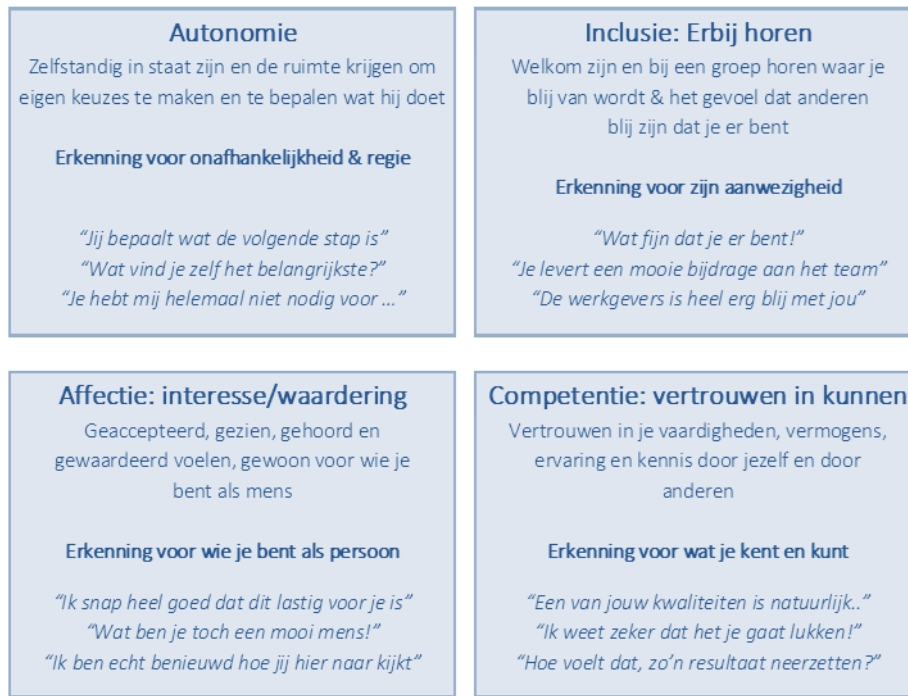 Autonomie
Zelfstandig in staat zijn en de ruimte krijgen om
eigen keuzes te maken en te bepalen wat hij doet
Erkenning voor onafhankelijkheid & regie
“Jij bepaalt wat de volgende stap is”
“Wat vind je zelf het belangrijkste?”
“Je hebt mij helemaal niet nodig voor ...”
Inclusie: Erbij horen
Welkom zijn en bij een groep horen waar je
blij van wordt & het gevoel dat anderen
blij zijn dat je er bent
Erkenning voor zijn aanwezigheid
“Wat fijn dat je er bent!”
“Je levert een mooie bijdrage aan het team”
“De werkgevers is heel erg blij met jou”
Affectie: interesse/waardering
Geaccepteerd, gezien, gehoord en
gewaardeerd voelen, gewoon voor wie je
bent als mens
Erkenning voor wie je bent als persoon
“Ik snap heel goed dat dit lastig voor je is”
“Wat ben je toch een mooi mens!”
“Ik ben echt benieuwd hoe jij hier naar kijkt”
Competentie: vertrouwen in kunnen
Vertrouwen in je vaardigheden, vermogens,
ervaring en kennis door jezelf en door
anderen
Erkenning voor wat je kent en kunt
“Een van jouw kwaliteiten is natuurlijk..”
“Ik weet zeker dat het je gaat lukken!”
“Hoe voelt dat, zo’n resultaat neerzetten?”